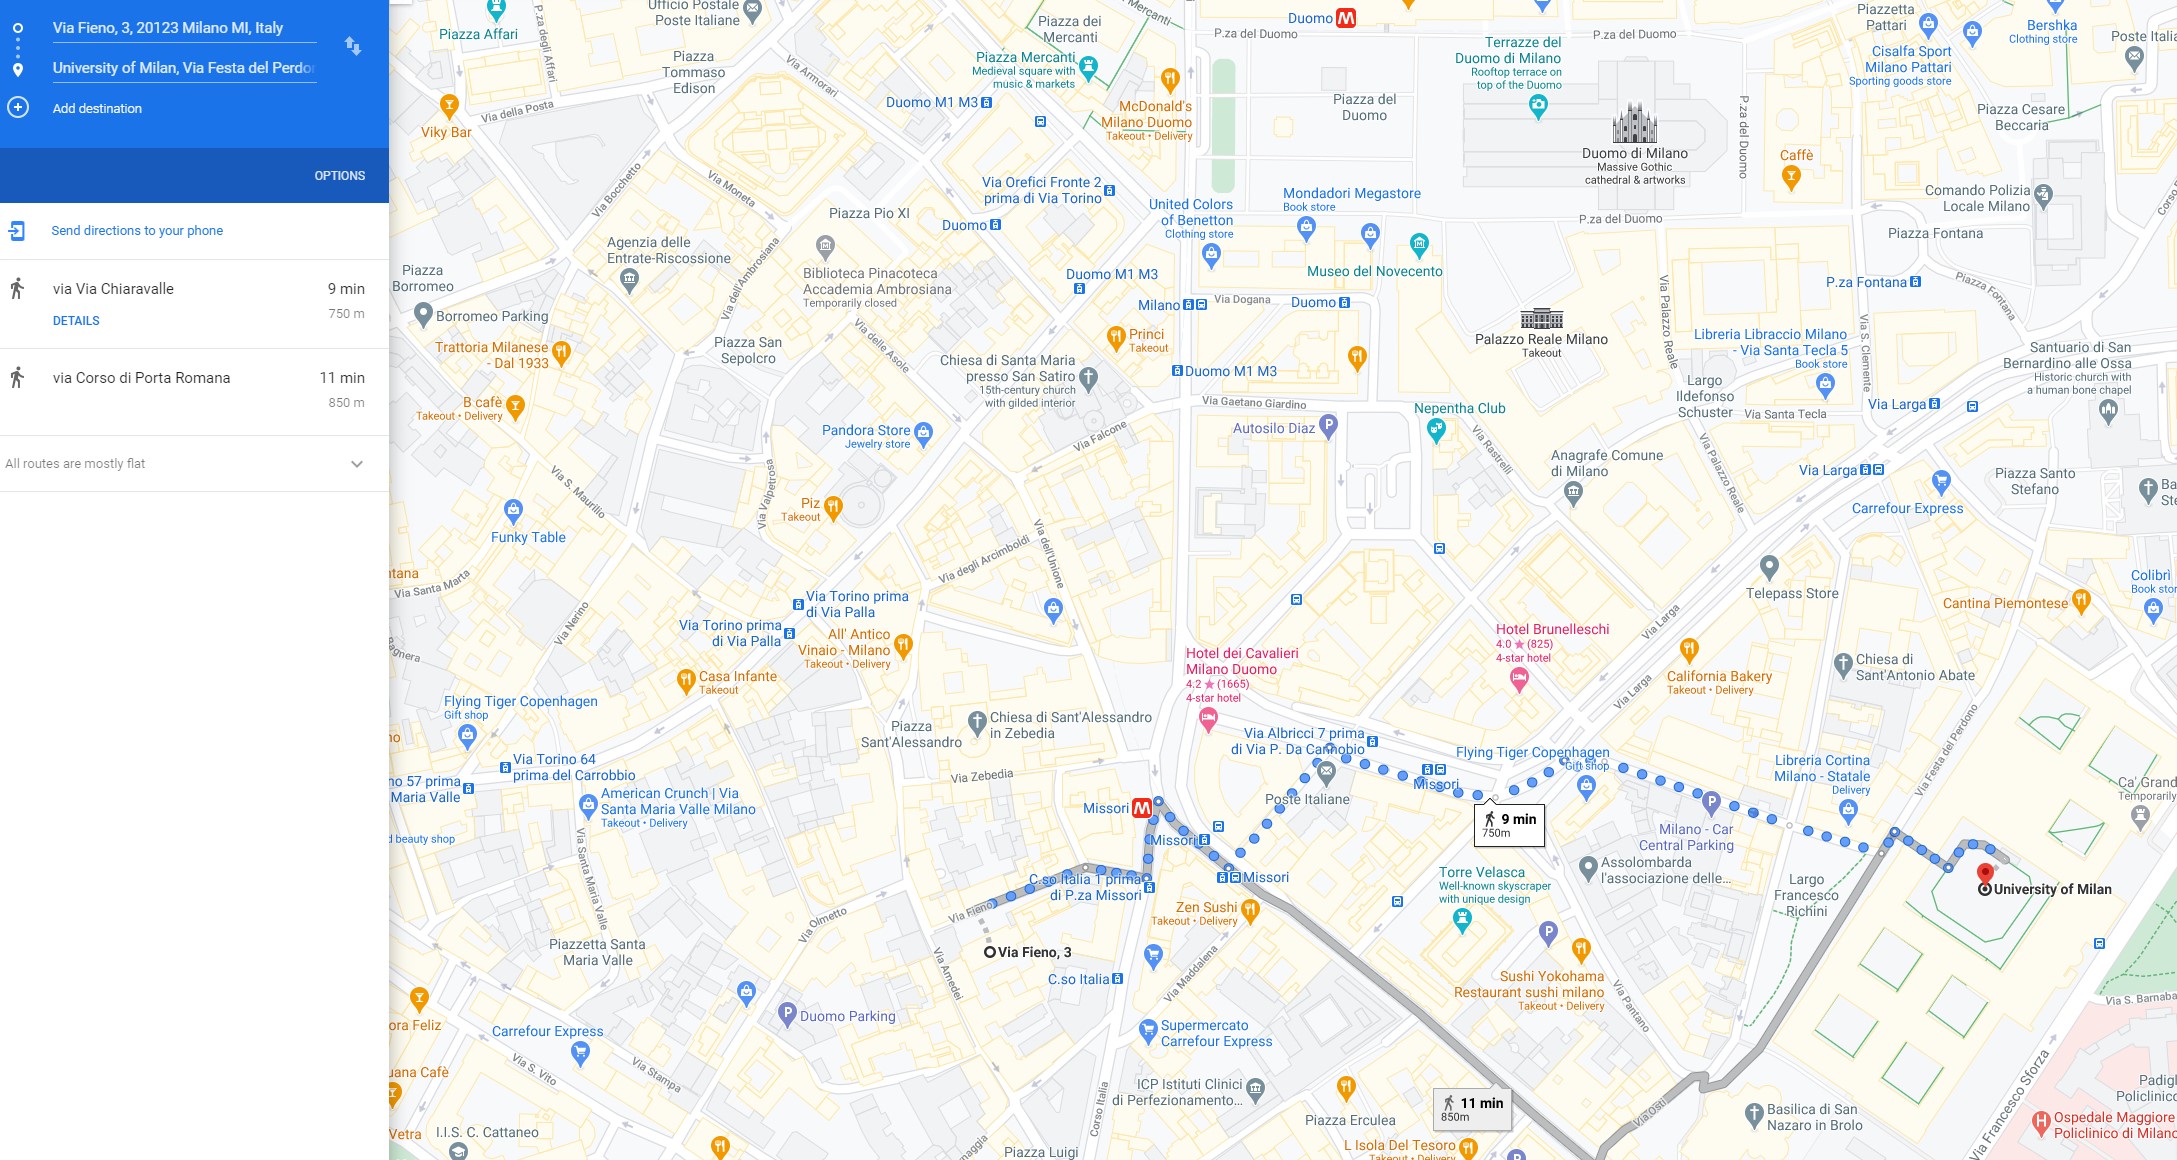 Via Fieno, 3, 20123 Milano MI, Italy
University of Milan, Via Festa del Perdo
Add destination
OPTIONS
Send directions to your phone
via Via Chiaravalle
9 min
750 m
DETAILS
via Corso di Porta Romana
11 min
850 m
All routes are mostly flat
Piazza Affari
P.za degli Affari
Ufficio Postale
Poste Italiane
Piazza
Tommaso
Edison
Via Armorari
Piazza dei
Mercanti
Mercanti
Piazza Mercanti
Medieval square with
music & markets
Duomo
P.za del Duomo
P.za del Duomo
Terrazze del
Duomo di Milano
Rooftop terrace on
top of the Duomo
Piazzetta
Pattari
Bershka
Clothing store
Cisalfa Sport
Milano Pattari
Sporting goods store
Poste Itali
Viky Bar
Via della Posta
Duomo M1 M3
McDonald's
Milano Duomo
Takeout • Delivery
Piazza del
Duomo
Duomo di Milano
Massive Gothic
cathedral & artworks
P.za del Duomo
Caffè
Piazza Cesare
Beccaria
Via Bocchetto
Via Moneta
Piazza Pio XI
Via Orefici Fronte 2
prima di Via Torino
Duomo
United Colors
of Benetton
Clothing store
Mondadori Megastore
Book store
P.za del Duomo
Comando Polizia
Locale Milano
Corso
Piazza Fontana
Piazza
Borromeo
Agenzia delle
Entrate-Riscossione
Via dell'Ambrosiana
Biblioteca Pinacoteca
Accademia Ambrosiana
Temporarily closed
Duomo M1 M3
Milano
Via Dogana
Duomo
Museo del Novecento
Via Palazzo Reale
P.za Fontana
Piazza Fontana
Borromeo Parking
Trattoria Milanese
- Dal 1933
Piazza San
Sepolcro
Via delle Asole
Princi
Takeout
Chiesa di Santa Maria
presso San Satiro
15th-century church
with gilded interior
Duomo M1 M3
Palazzo Reale Milano
Takeout
Libreria Libraccio Milano
- Via Santa Tecla 5
Book store
Via S. Clemente
Santuario di San
Bernardino alle Ossa
Historic church with
a human bone chapel
B cafè
Takeout • Delivery
Pandora Store
Jewelry store
Via Falcone
Via Gaetano Giardino
Autosilo Diaz
Nepentha Club
Via Rastrelli
Largo
Ildefonso
Schuster
Via Santa Tecla
Via Larga
Via S. Maurilio
Via Valpetrosa
Piz
Takeout
Anagrafe Comune
di Milano
Via Palazzo Reale
Via Larga
Carrefour Express
Piazza Santo
Stefano
Ba
Ste
Funky Table
Via dell'Unione
Via degli Arcimboldi
ntana
Via Santa Marta
Via Nerino
Via Torino prima
di Via Palla
Via Torino prima
di Via Palla
All' Antico
Vinaio - Milano
Takeout • Delivery
Telepass Store
Cantina Piemontese
Colibrì
Book stor
Via Larga
Hotel Brunelleschi
4.0 ★ (825)
4-star hotel
Hotel dei Cavalieri
Milano Duomo
4.2 ★ (1665)
4-star hotel
Casa Infante
Takeout
California Bakery
Takeout • Delivery
Via Larga
Chiesa di
Sant'Antonio Abate
Flying Tiger Copenhagen
Gift shop
Piazza
Sant'Alessandro
Chiesa di Sant'Alessandro
in Zebedia
Via Zebedia
Via Albricci 7 prima
di Via P. Da Cannobio
Flying Tiger Copenhagen
Gift shop
Libreria Cortina
Milano - Statale
Delivery
Via Festa del Perdono
Ca' Grand
Temporarily
no
no 57 prima
Maria Valle
Via Torino 64
prima del Carrobbio
American Crunch | Via
Santa Maria Valle Milano
Takeout • Delivery
d beauty shop
Via Santa Maria Valle
Missori
Missori
Poste Italiane
Missori
9 min
750m
Milano - Car
Central Parking
C.so Italia 1 prima
di P.za Missori
Missori
Torre Velasca
Well-known skyscraper
with unique design
Assolombarda
l'associazione delle...
Largo
Francesco
Richini
University of Milan
Via Fieno
Via Olmetto
Via Fieno, 3
Zen Sushi
Takeout • Delivery
Piazzetta Santa
Maria Valle
Via Amedei
C.so Italia
Via Maddalena
Sushi Yokohama
Restaurant sushi milano
Takeout • Delivery
Via Pantano
Via S. Barnaba
ora Feliz
Carrefour Express
Duomo Parking
Supermercato
Carrefour Express
uana Cafè
Via S. Vito
Via Stampa
ICP Istituti Clinici
di Perfezionamento...
Corso Italia
11 min
850m
Piazza Erculea
Via Osti
Basilica di San
Nazaro in Brolo
Via Francesco Sforza
Padigl
Policlinico
Ospedale Maggiore
Policlinico di Milano
Vetra
I.I.S. C. Cattaneo
maggia
Piazza Luigi
L Isola Del Tesoro
Takeout • Delivery